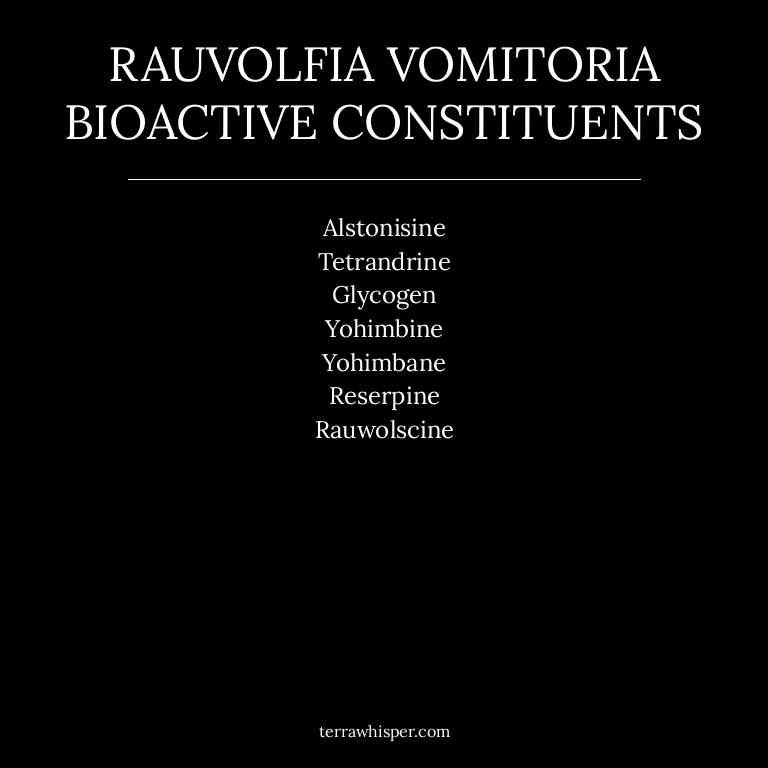 RAUVOLFIA VOMITORIA
BIOACTIVE CONSTITUENTS
Alstonisine
Tetrandrine
Glycogen
Yohimbine
Yohimbane
Reserpine
Rauwolscine
terrawhisper.com